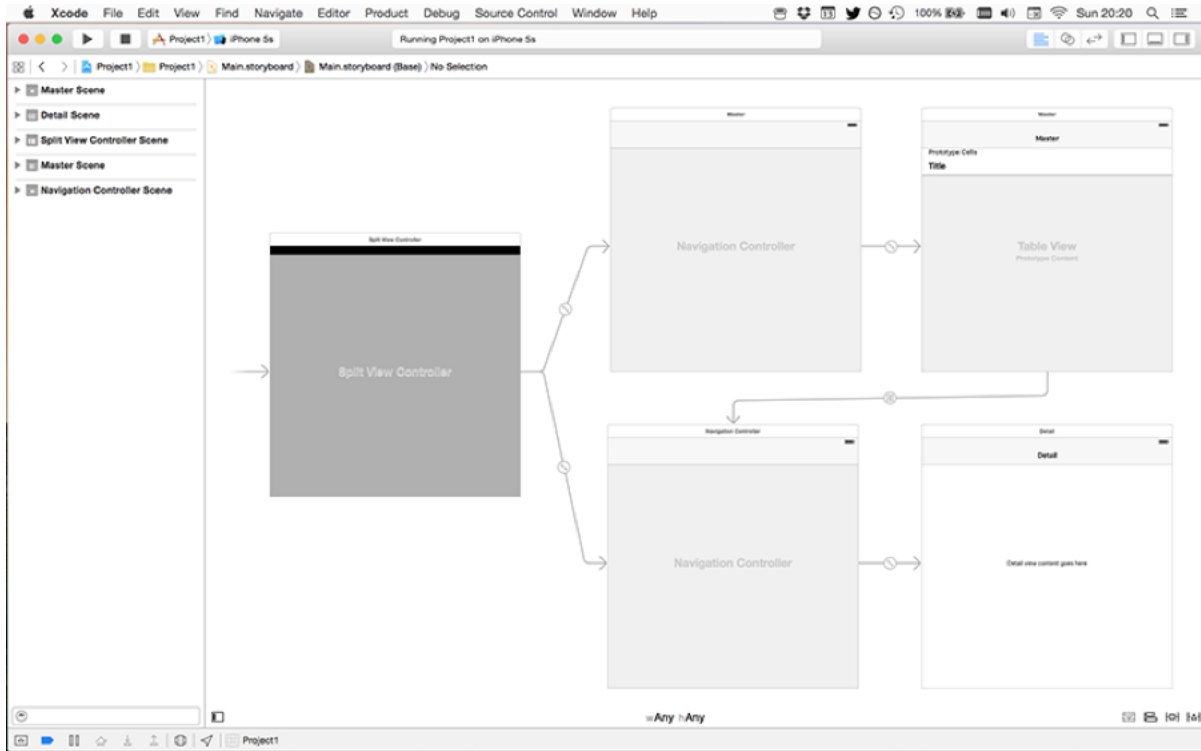 Xcode File Edit View Find Navigate Editor Product Debug Source Control Window Help 13 100% Sun 20:20
Project1 iPhone 5s Running Project1 on iPhone 5s
Project1 Project1 Main.storyboard Main.storyboard (Base) No Selection
Master Scene
Detail Scene
Split View Controller Scene
Master Scene
Navigation Controller Scene
Split View Controller
Split View Controller
Master
Navigation Controller
Master
Master
Prototype Cells
Title
Table View
Prototype Content
Navigation Controller
Navigation Controller
Detail
Detail
Detail view content goes here
wAny hAny
Project1